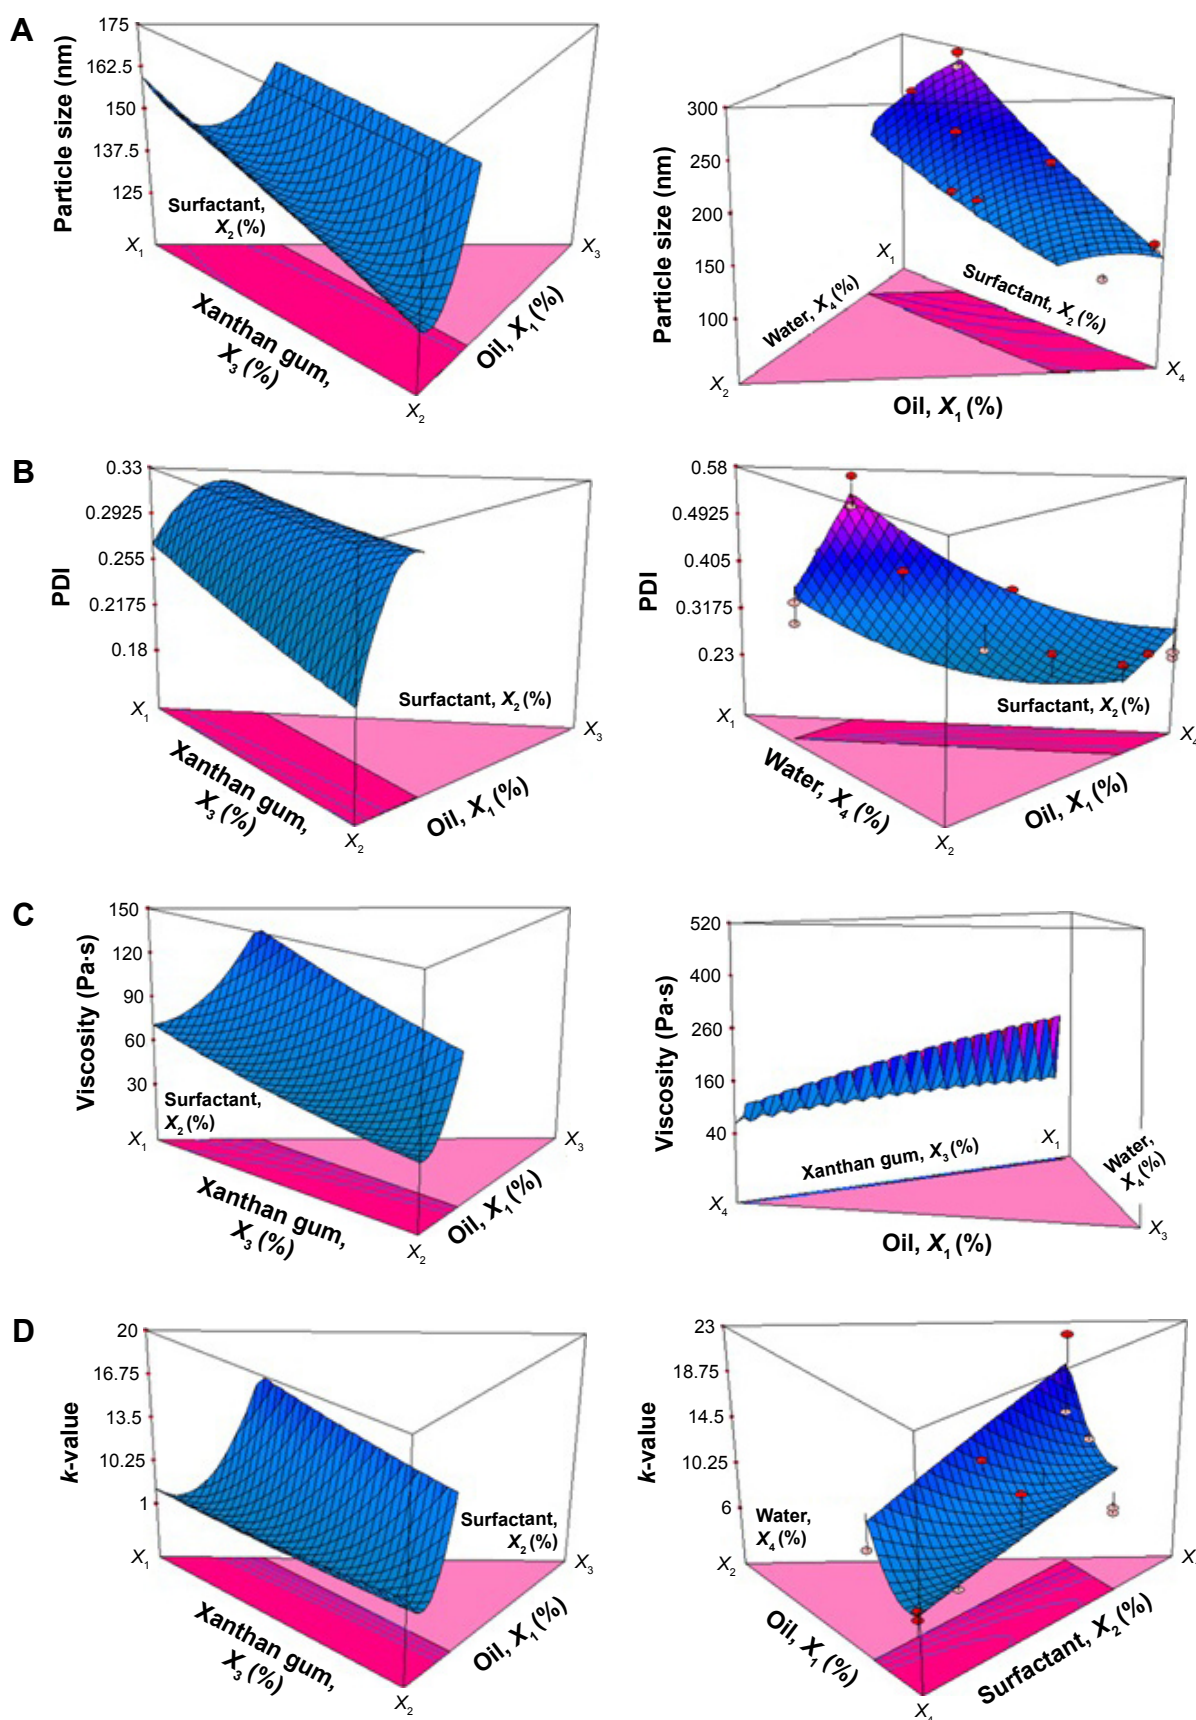 A
Particle size (nm)
175
162.5
150
137.5
125
Surfactant,
X2 (%)
X1
X3
X2
Xanthan gum,
X3 (%)
Oil, X1 (%)
Particle size (nm)
300
250
200
150
100
X1
Water, X4 (%)
Surfactant, X2 (%)
X2
X4
Oil, X1 (%)
B
PDI
0.33
0.2925
0.255
0.2175
0.18
X1
Surfactant, X2 (%)
X3
Xanthan gum,
X3 (%)
Oil, X1 (%)
X2
PDI
0.58
0.4925
0.405
0.3175
0.23
X1
Surfactant, X2 (%)
X4
Water, X4 (%)
Oil, X1 (%)
X2
C
Viscosity (Pa·s)
150
120
90
60
30
Surfactant,
X2 (%)
X1
X3
Xanthan gum,
X3 (%)
Oil, X1 (%)
X2
Viscosity (Pa·s)
520
400
260
160
40
Xanthan gum, X3 (%)
X1
Water,
X4 (%)
X4
X3
Oil, X1 (%)
D
k-value
20
16.75
13.5
10.25
1
Surfactant,
X2 (%)
X1
X3
Xanthan gum,
X3 (%)
Oil, X1 (%)
X2
k-value
23
18.75
14.5
10.25
6
Water,
X4 (%)
X2
X
Oil, X1 (%)
Surfactant, X2 (%)
X4